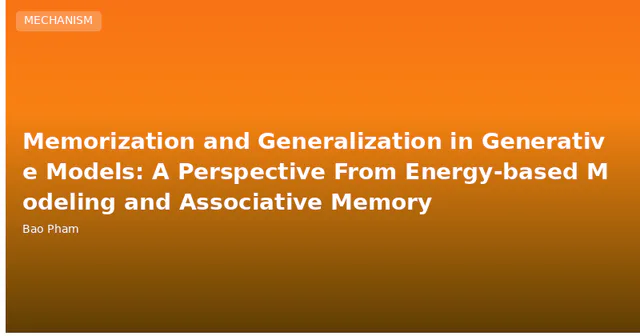 MECHANISM
Memorization and Generalization in Generativ
e Models: A Perspective From Energy-based M
odeling and Associative Memory
Bao Pham